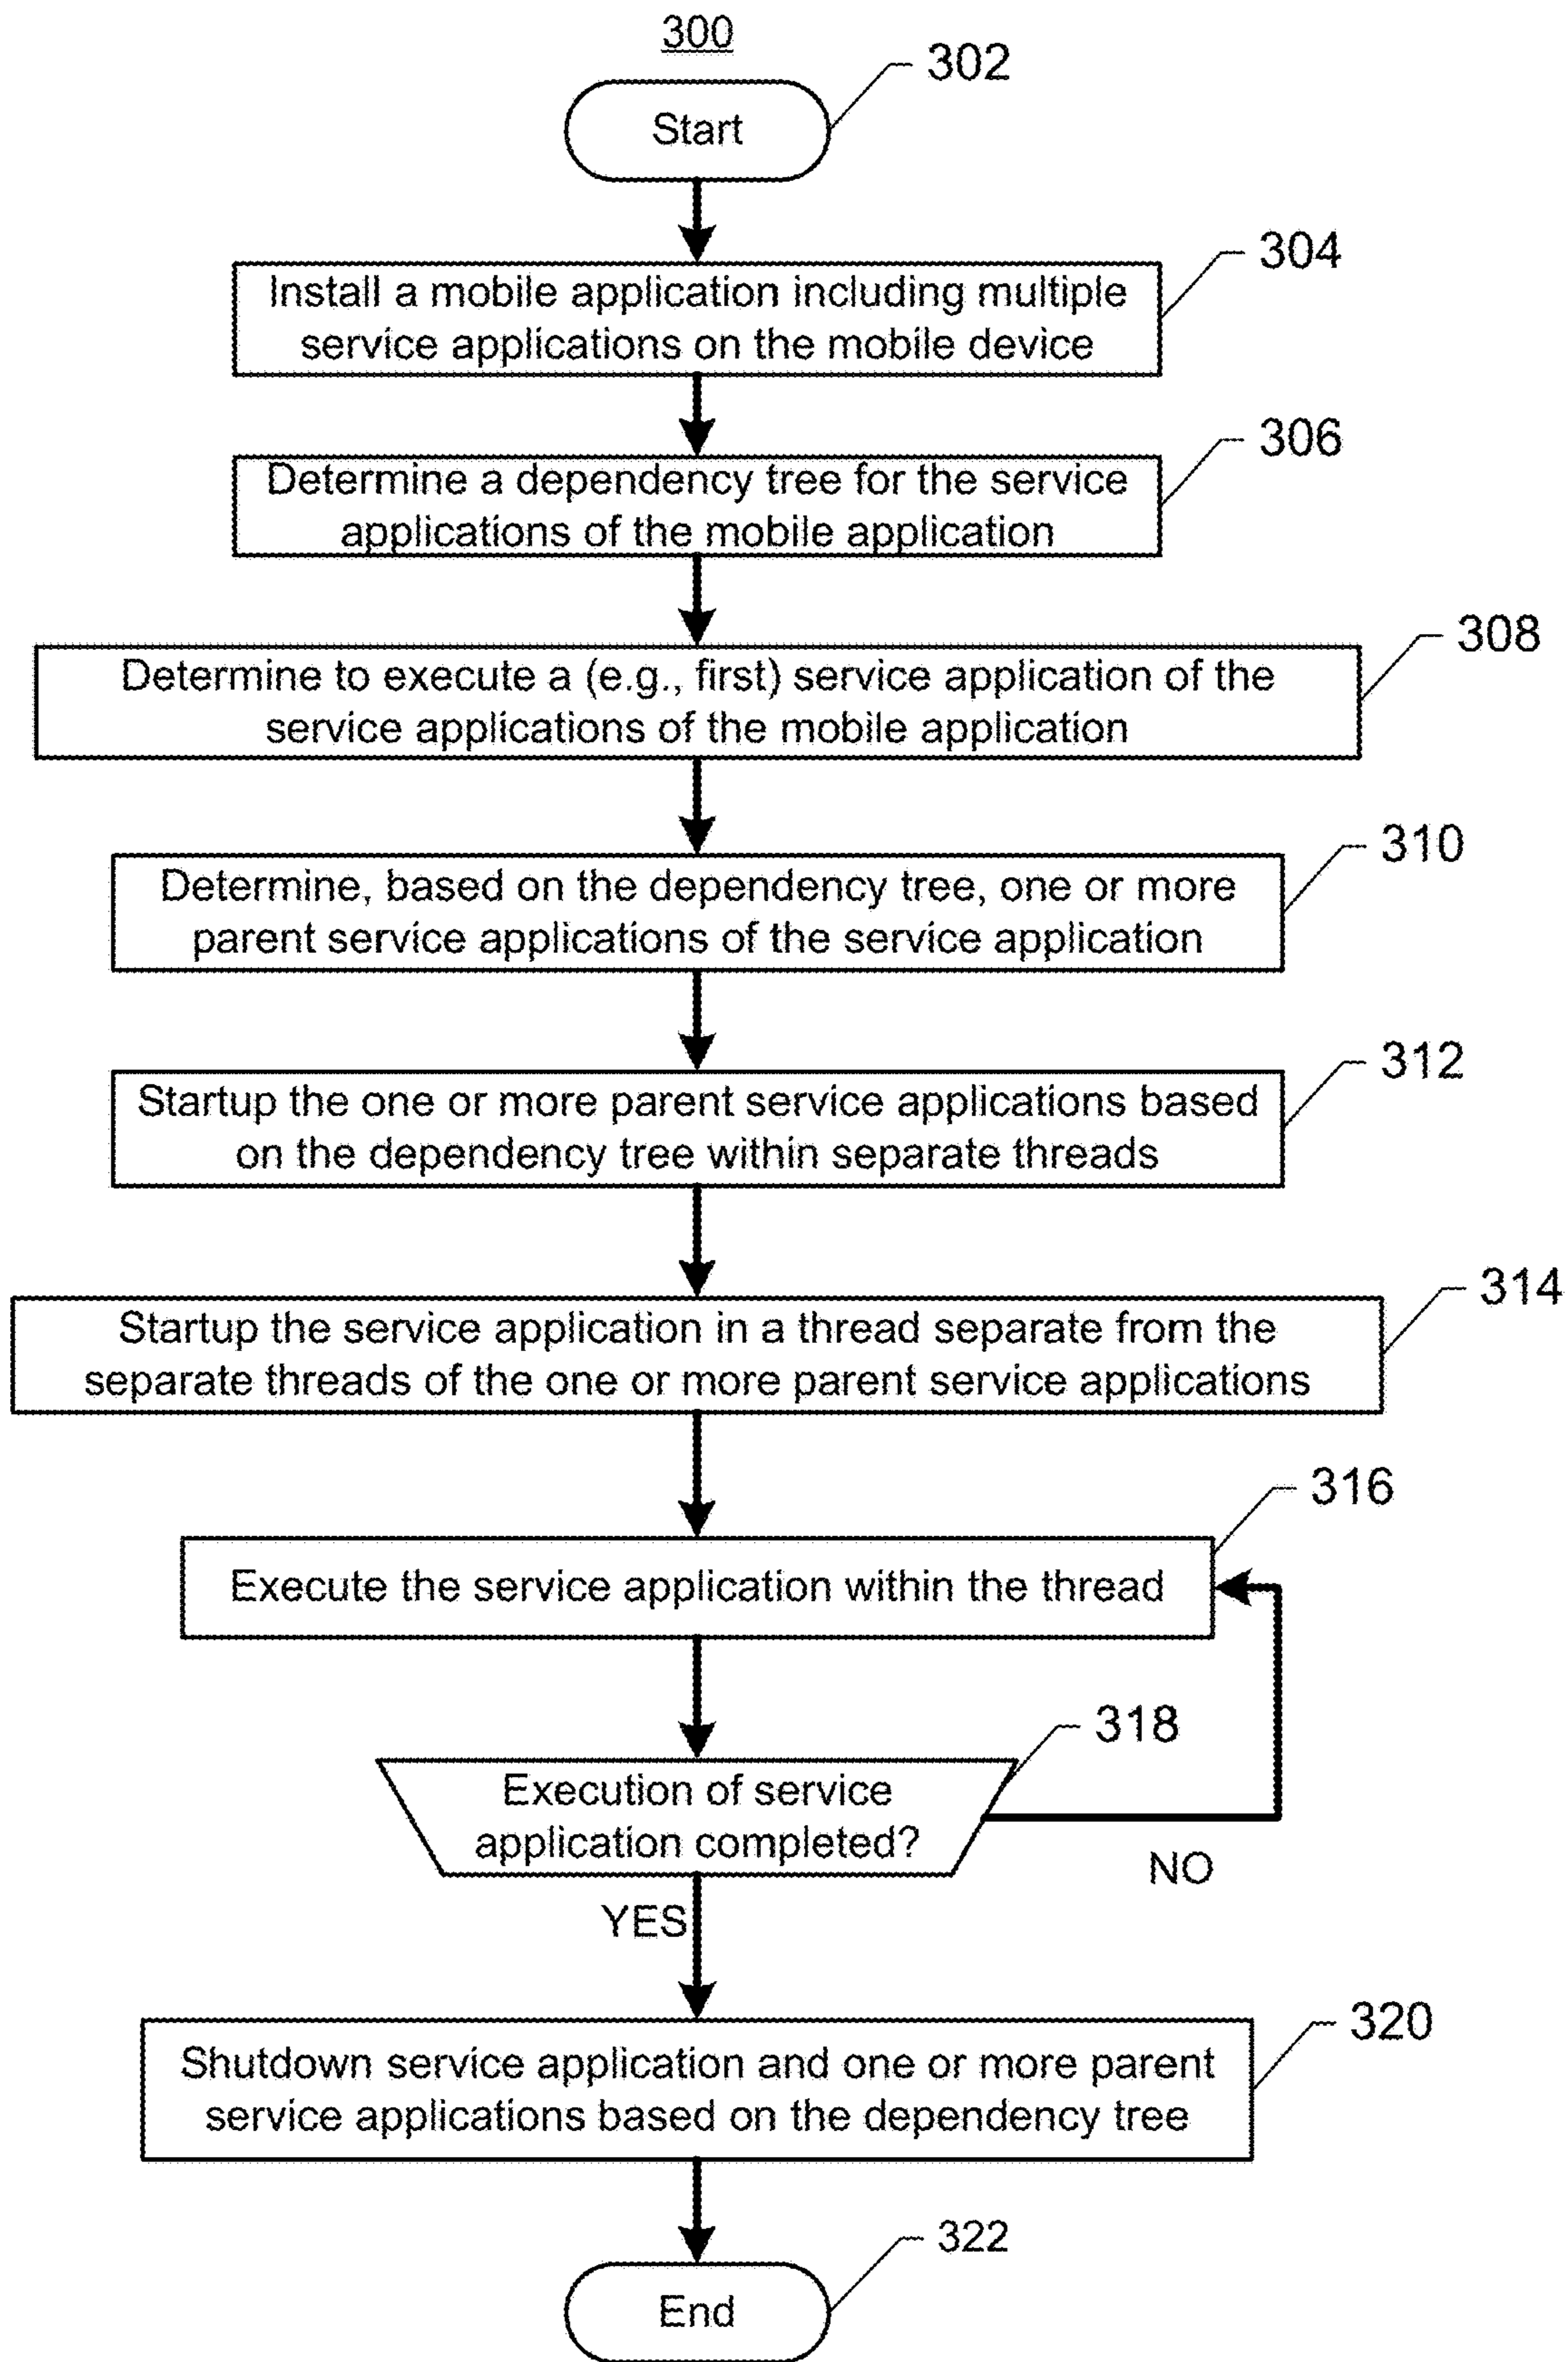 300
302
Start
304
Install a mobile application including multiple
service applications on the mobile device
306
Determine a dependency tree for the service
applications of the mobile application
308
Determine to execute a (e.g., first) service application of the
service applications of the mobile application
310
Determine, based on the dependency tree, one or more
parent service applications of the service application
312
Startup the one or more parent service applications based
on the dependency tree within separate threads
314
Startup the service application in a thread separate from the
separate threads of the one or more parent service applications
316
Execute the service application within the thread
318
Execution of service
application completed?
NO
YES
320
Shutdown service application and one or more parent
service applications based on the dependency tree
322
End